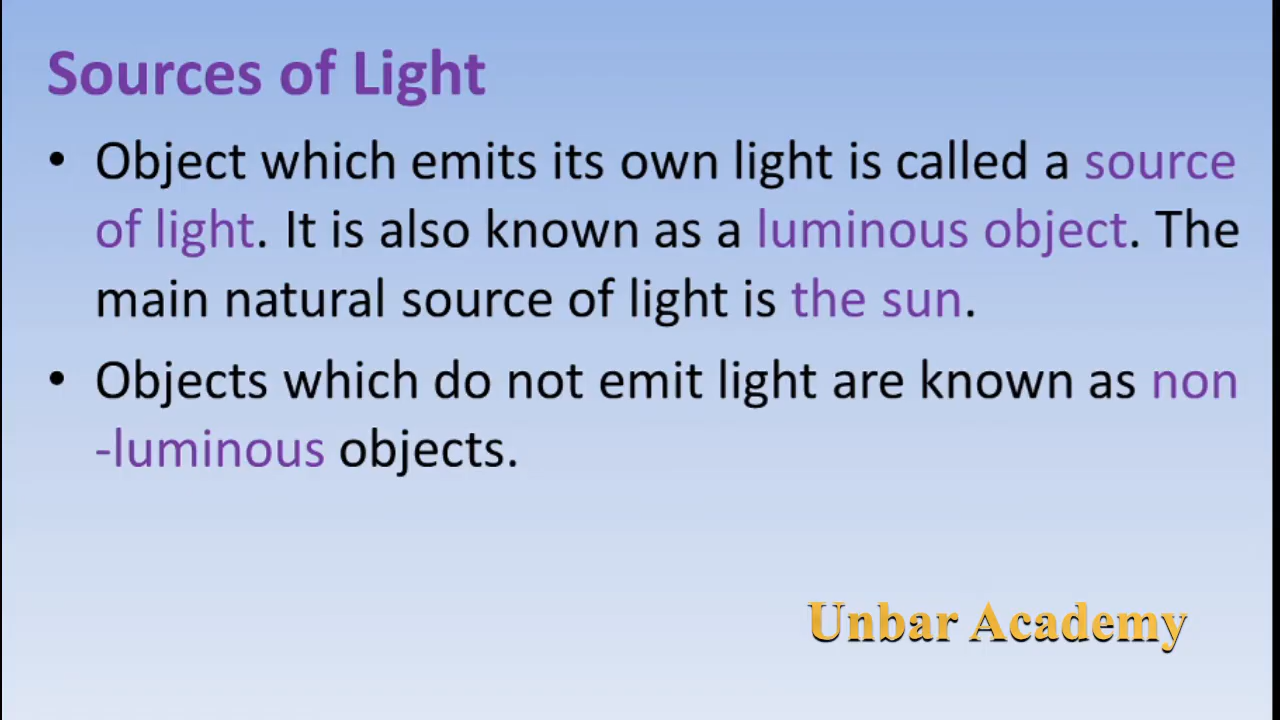 Sources of Light
• Object which emits its own light is called a source
of light. It is also known as a luminous object. The
main natural source of light is the sun.
• Objects which do not emit light are known as non
-luminous objects.
Unbar Academy